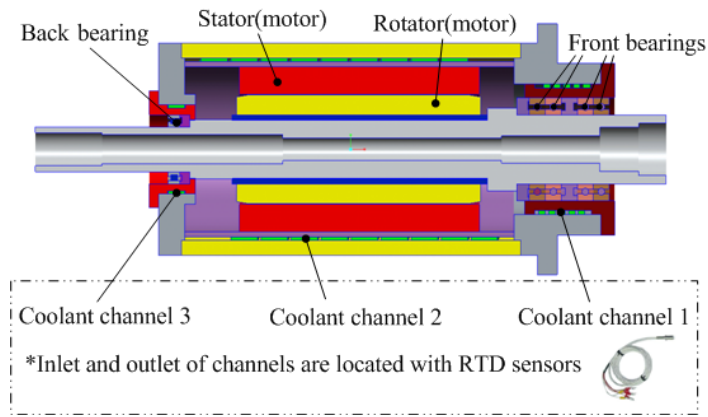 Stator(motor)
Back bearing
Rotator(motor)
Front bearings
Coolant channel 3
Coolant channel 2
Coolant channel 1
*Inlet and outlet of channels are located with RTD sensors